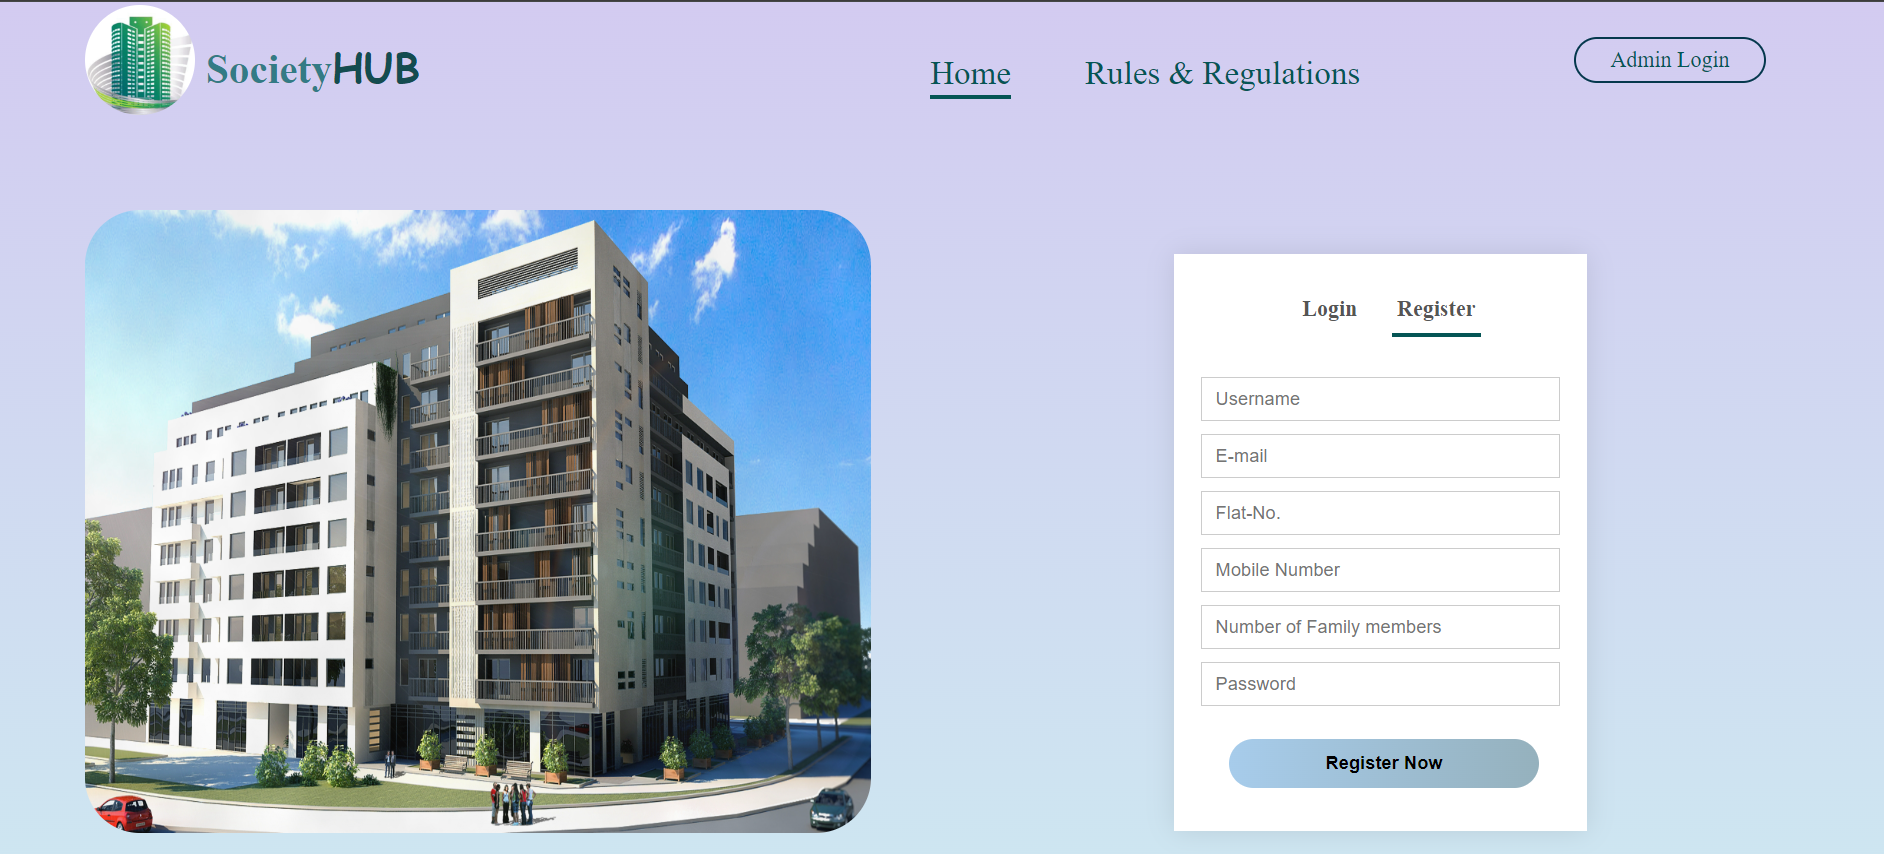 SocietyHUB
Home
Rules & Regulations
Admin Login
Login
Register
Username
E-mail
Flat-No.
Mobile Number
Number of Family members
Password
Register Now